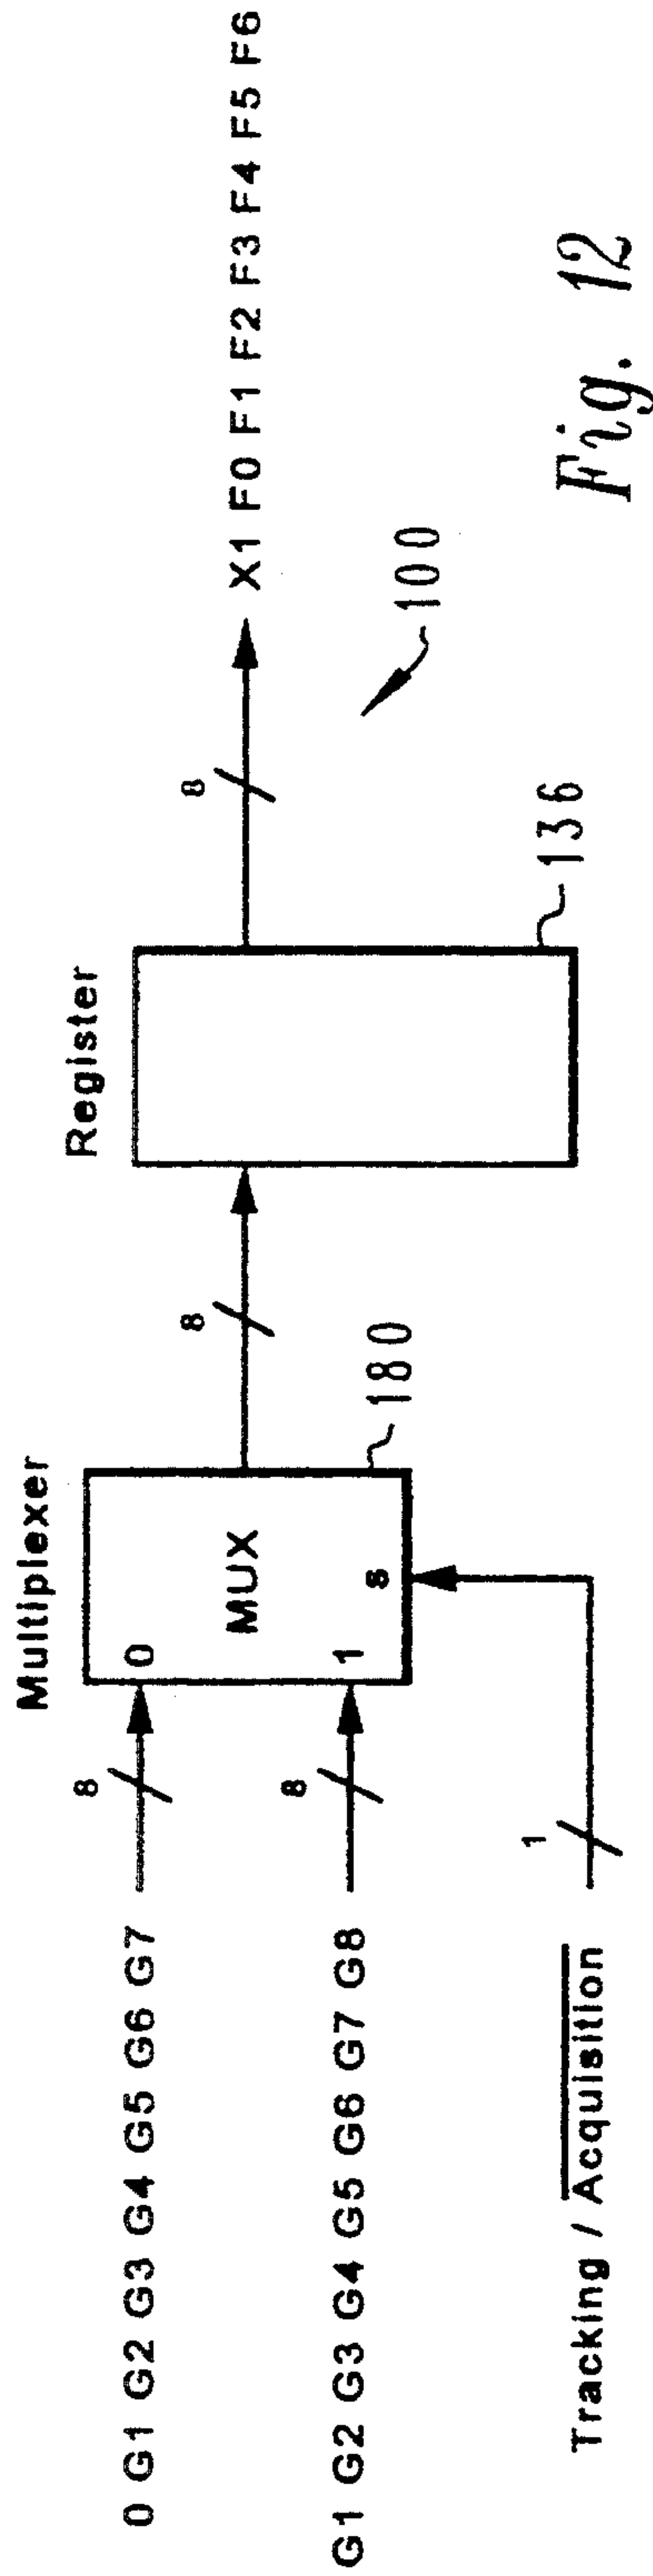 Multiplexer
0 G1 G2 G3 G4 G5 G6 G7
8
0
MUX
G1 G2 G3 G4 G5 G6 G7 G8
8
1
s
180
Tracking / Acquisition
1
8
Register
136
8
X1 F0 F1 F2 F3 F4 F5 F6
100
Fig. 12